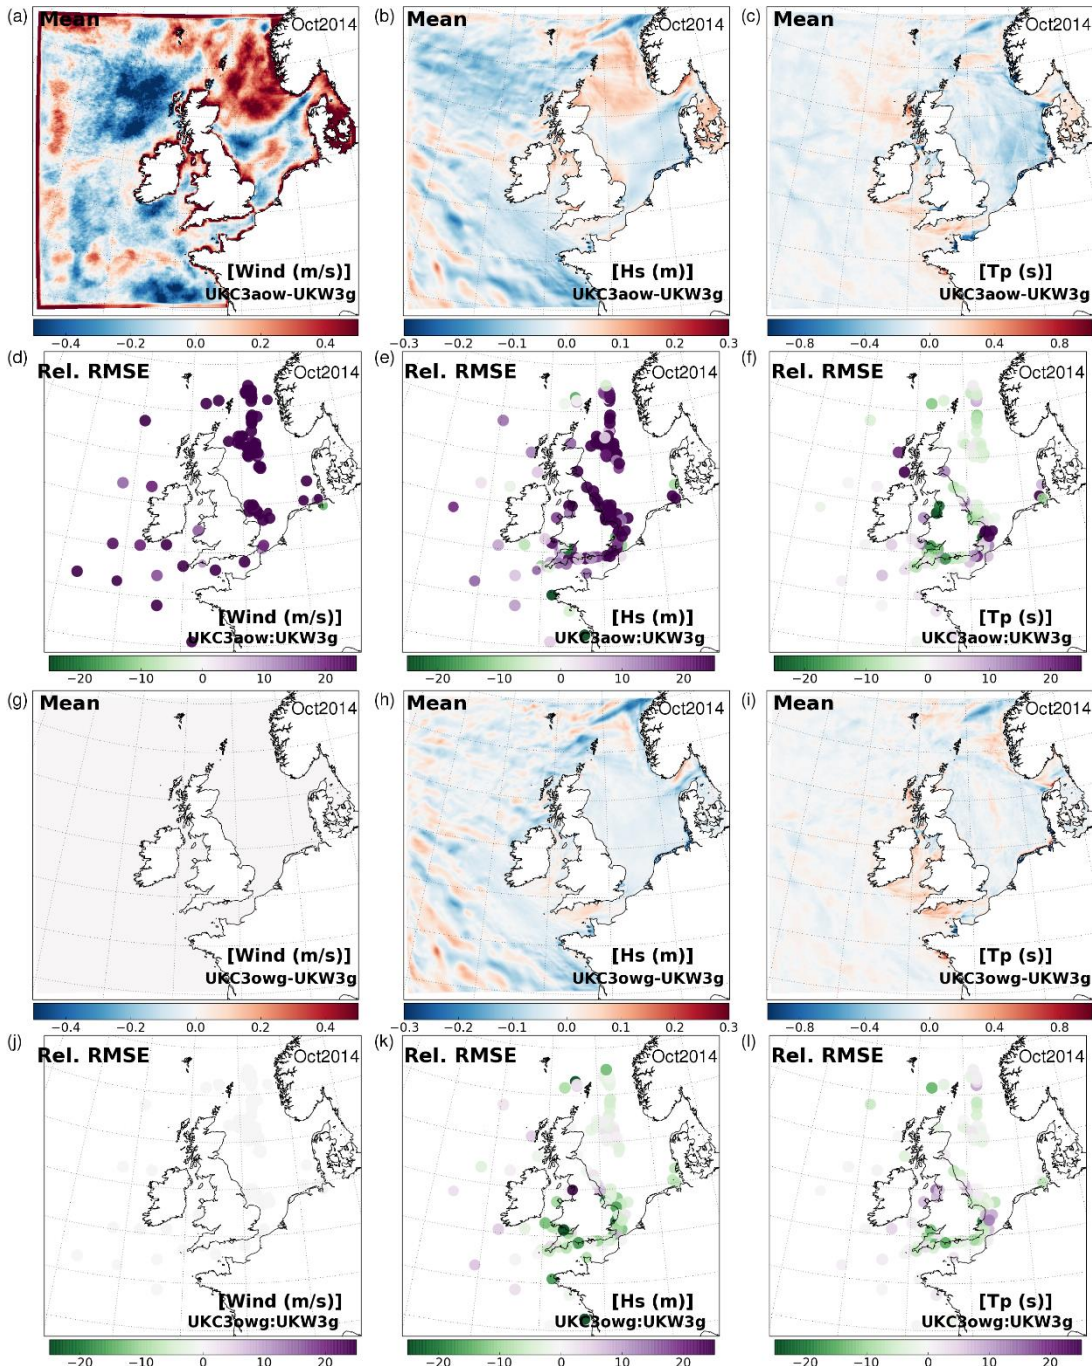 (a) Mean Oct2014
[Wind (m/s)]
UKC3aow-UKW3g
−0.4 −0.2 0.0 0.2 0.4
(b) Mean Oct2014
[Hs (m)]
UKC3aow-UKW3g
−0.3 −0.2 −0.1 0.0 0.1 0.2 0.3
(c) Mean Oct2014
[Tp (s)]
UKC3aow-UKW3g
−0.8 −0.4 0.0 0.4 0.8
(d) Rel. RMSE Oct2014
[Wind (m/s)]
UKC3aow:UKW3g
−20 −10 0 10 20
(e) Rel. RMSE Oct2014
[Hs (m)]
UKC3aow:UKW3g
−20 −10 0 10 20
(f) Rel. RMSE Oct2014
[Tp (s)]
UKC3aow:UKW3g
−20 −10 0 10 20
(g) Mean Oct2014
[Wind (m/s)]
UKC3owg-UKW3g
−0.4 −0.2 0.0 0.2 0.4
(h) Mean Oct2014
[Hs (m)]
UKC3owg-UKW3g
−0.3 −0.2 −0.1 0.0 0.1 0.2 0.3
(i) Mean Oct2014
[Tp (s)]
UKC3owg-UKW3g
−0.8 −0.4 0.0 0.4 0.8
(j) Rel. RMSE Oct2014
[Wind (m/s)]
UKC3owg:UKW3g
−20 −10 0 10 20
(k) Rel. RMSE Oct2014
[Hs (m)]
UKC3owg:UKW3g
−20 −10 0 10 20
(l) Rel. RMSE Oct2014
[Tp (s)]
UKC3owg:UKW3g
−20 −10 0 10 20